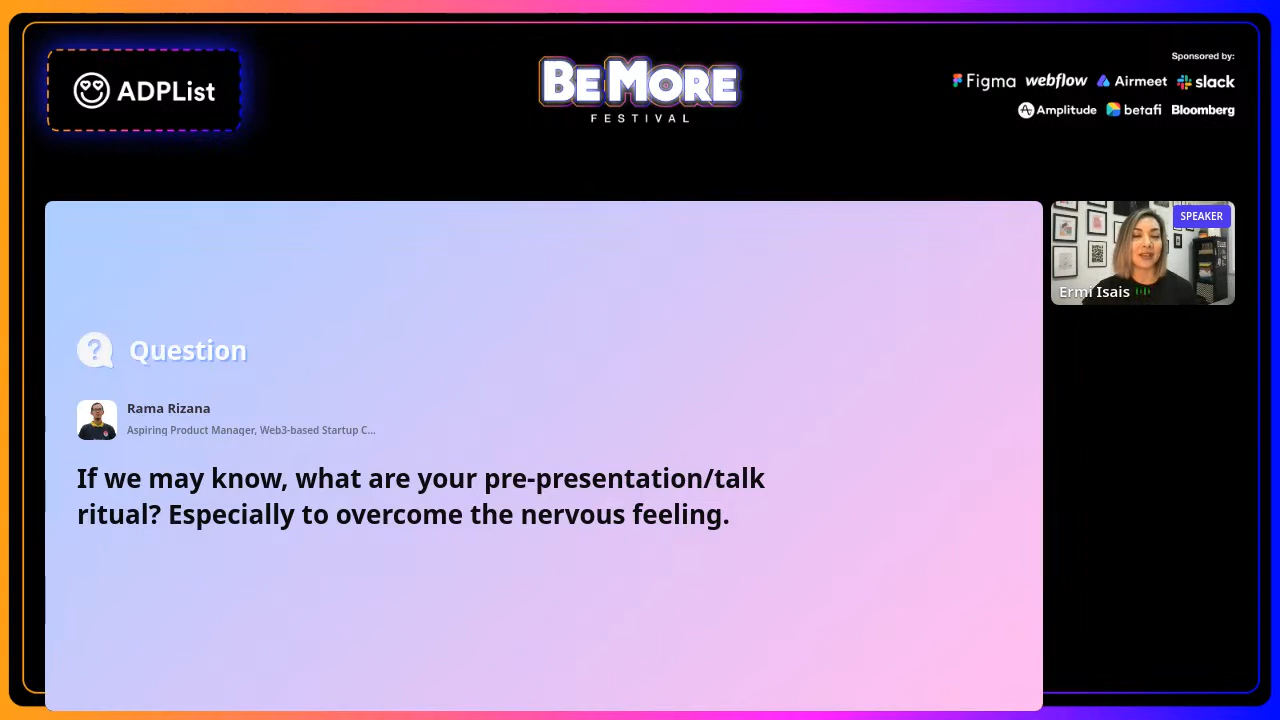 ADPList
BE MORE
FESTIVAL
Sponsored by:
Figma webflow Airmeet slack
Amplitude betafi Bloomberg
SPEAKER
Ermi Isais
Question
Rama Rizana
Aspiring Product Manager, Web3-based Startup C...
If we may know, what are your pre-presentation/talk
ritual? Especially to overcome the nervous feeling.